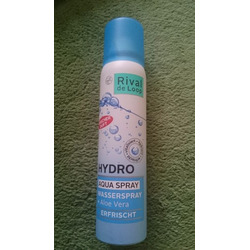 Rival
de Loop
HYDRO
AQUA SPRAY
WASSERSPRAY
+ Aloe Vera
ERFRISCHT